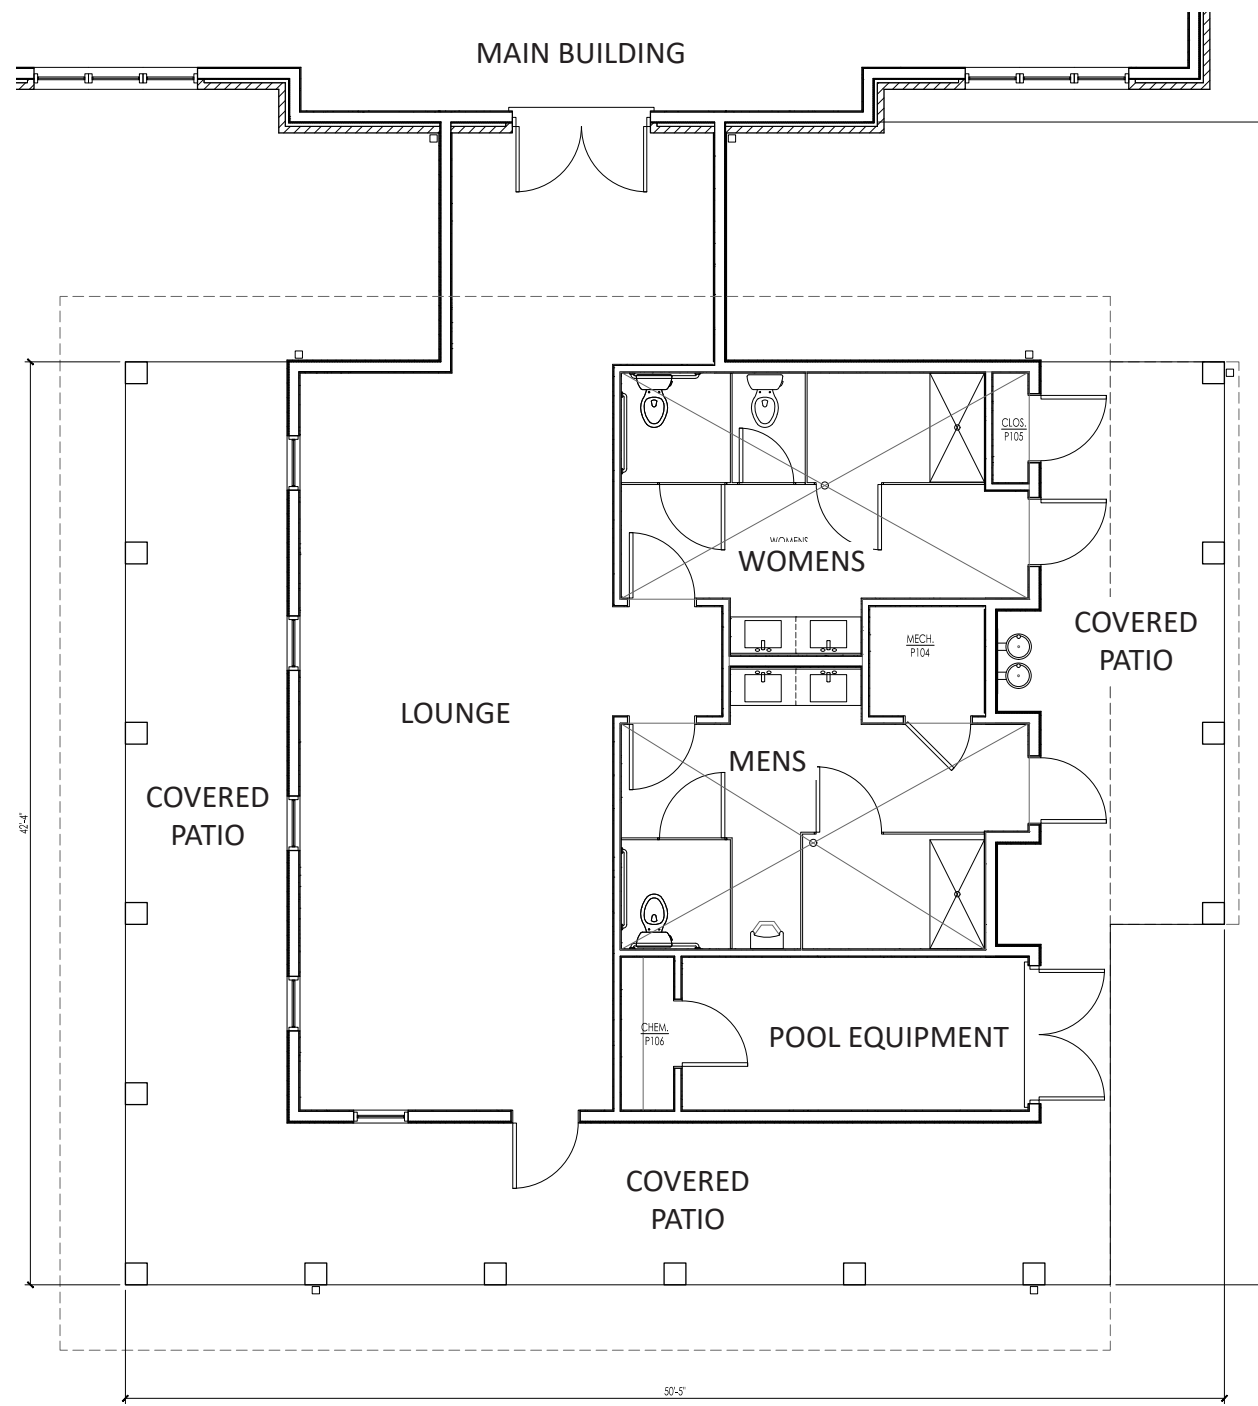 MAIN BUILDING
CLOS.
P105
WOMENS
WOMENS
MECH.
P104
COVERED
PATIO
LOUNGE
MENS
COVERED
PATIO
42'-4"
CHEM.
P106
POOL EQUIPMENT
COVERED
PATIO
50'-5"